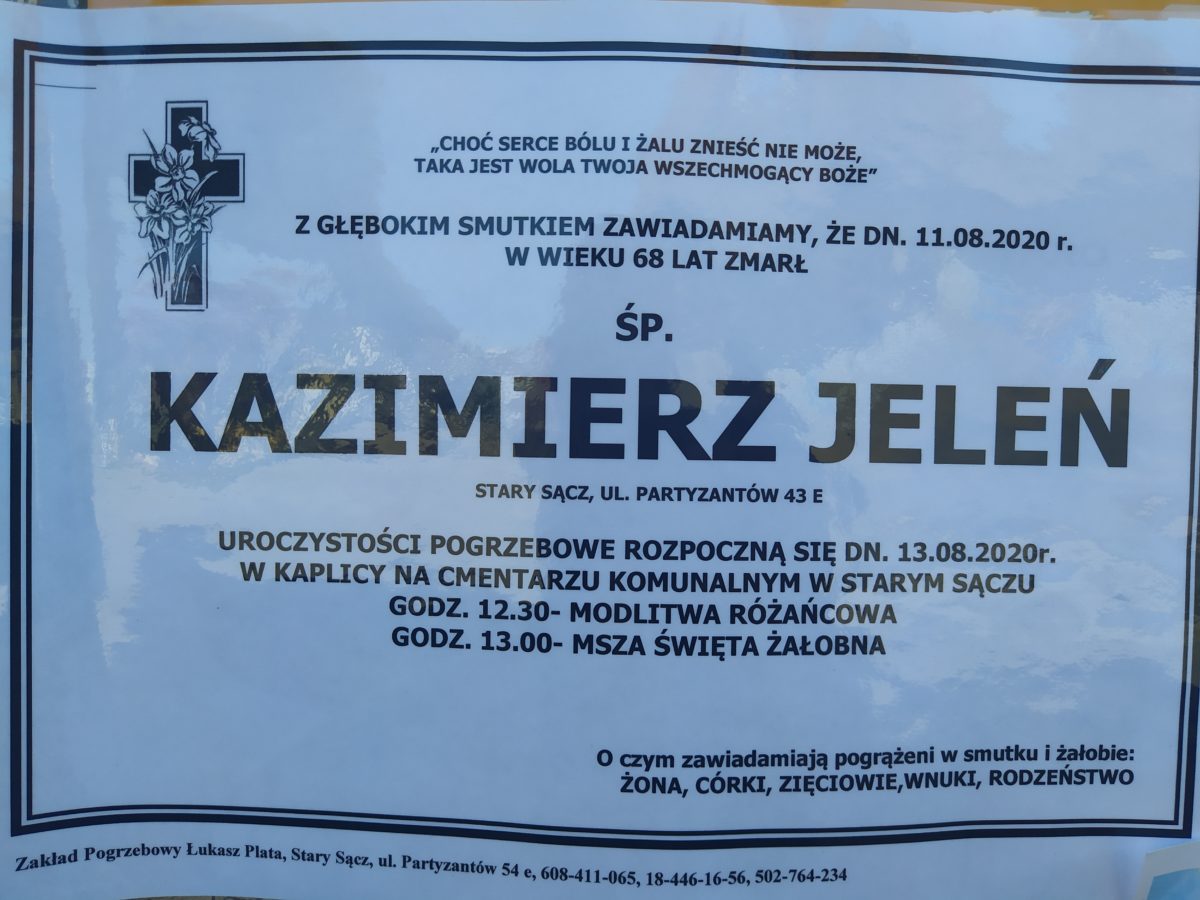 „CHOĆ SERCE BÓLU I ŻALU ZNIEŚĆ NIE MOŻE,
TAKA JEST WOLA TWOJA WSZECHMOGĄCY BOŻE”
Z GŁĘBOKIM SMUTKIEM ZAWIADAMIAMY, ŻE DN. 11.08.2020 r.
W WIEKU 68 LAT ZMARŁ
ŚP.
KAZIMIERZ JELEŃ
STARY SĄCZ, UL. PARTYZANTÓW 43 E
UROCZYSTOŚCI POGRZEBOWE ROZPOCZNĄ SIĘ DN. 13.08.2020r.
W KAPLICY NA CMENTARZU KOMUNALNYM W STARYM SĄCZU
GODZ. 12.30- MODLITWA RÓŻAŃCOWA
GODZ. 13.00- MSZA ŚWIĘTA ŻAŁOBNA
O czym zawiadamiają pogrążeni w smutku i żałobie:
ŻONA, CÓRKI, ZIĘCIOWIE,WNUKI, RODZEŃSTWO
Zakład Pogrzebowy Łukasz Plata, Stary Sącz, ul. Partyzantów 54 e, 608-411-065, 18-446-16-56, 502-764-234